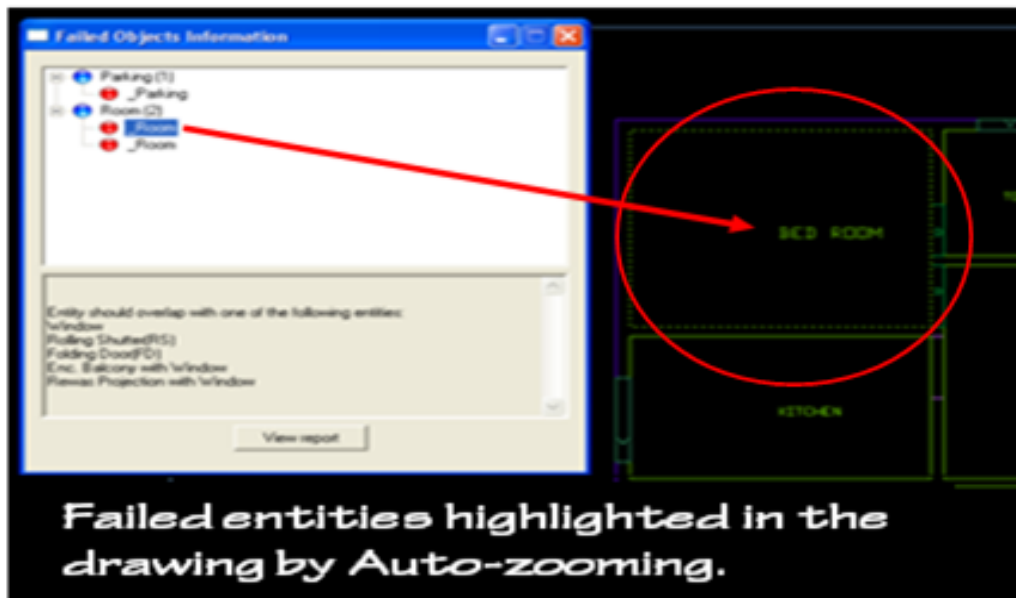 Failed Objects Information
Parking (1)
_Parking
Room (2)
_Room
_Room
Entity should overlap with one of the following entities:
Window
Rolling Shutter(RS)
Folding Door(FD)
Enc. Balcony with Window
Rewas Projection with Window
View report
BED ROOM
TO
KITCHEN
Failed entities highlighted in the
drawing by Auto-zooming.